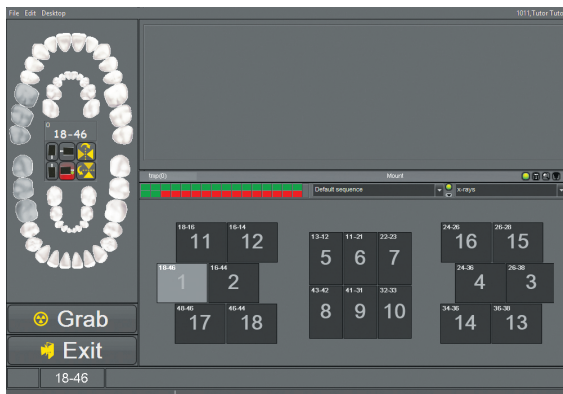 File Edit Desktop
1011,Tutor Tuto
18-46
tmp(0)
Mount
Default sequence
x-rays
18-16 11
16-14 12
13-12 5
11-21 6
22-23 7
24-26 16
26-28 15
18-46 1
16-44 2
24-36 4
26-38 3
43-42 8
41-31 9
32-33 10
48-46 17
46-44 18
34-36 14
36-38 13
Grab
Exit
18-46